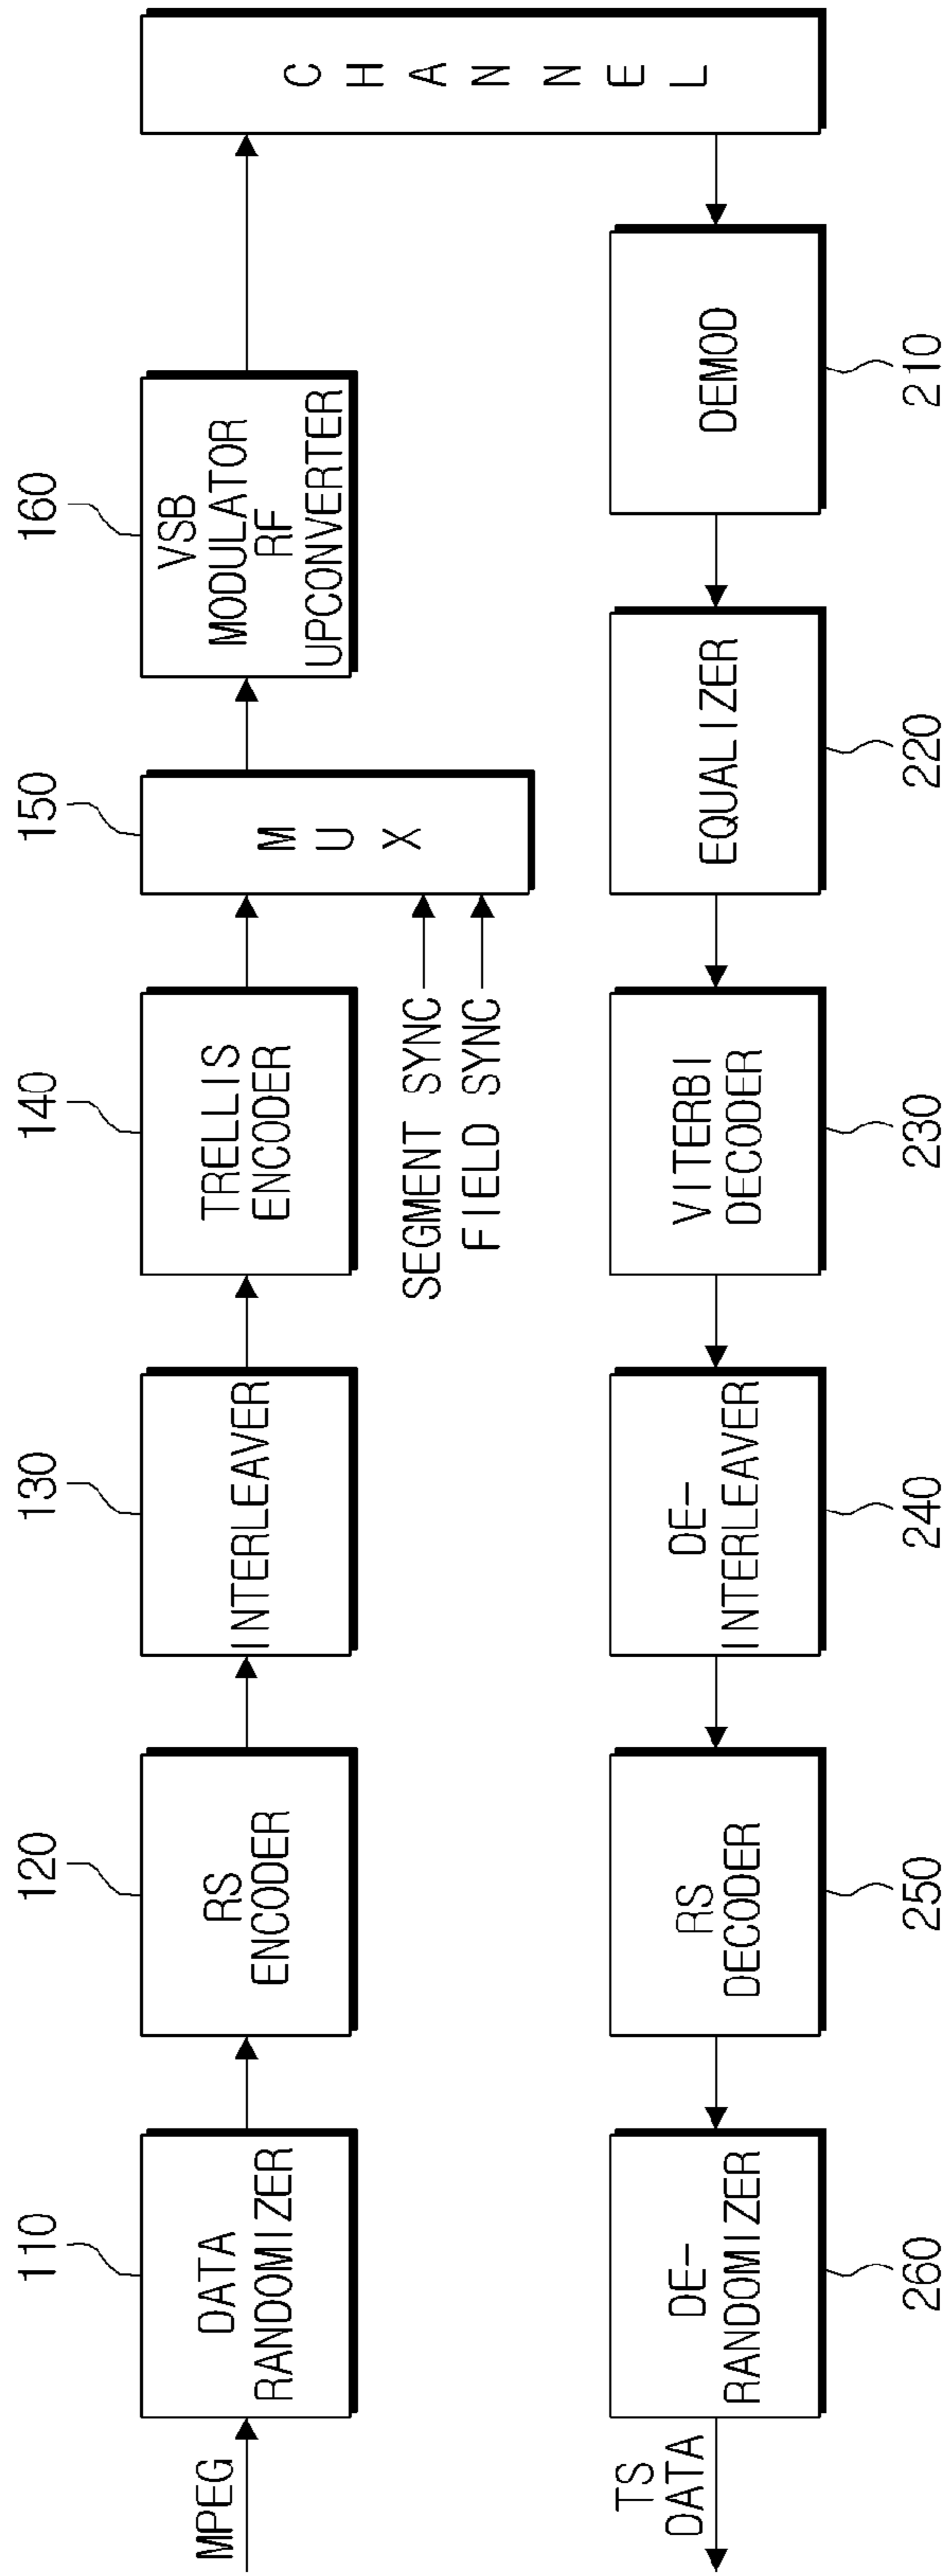 MPEG
110
DATA
RANDOMIZER
120
RS
ENCODER
130
INTERLEAVER
140
TRELLIS
ENCODER
SEGMENT SYNC
FIELD SYNC
150
MUX
160
VSB
MODULATOR
RF
UPCONVERTER
CHANNEL
DEMOD
210
EQUALIZER
220
VITERBI
DECODER
230
DE-
INTERLEAVER
240
RS
DECODER
250
DE-
RANDOMIZER
260
TS
DATA